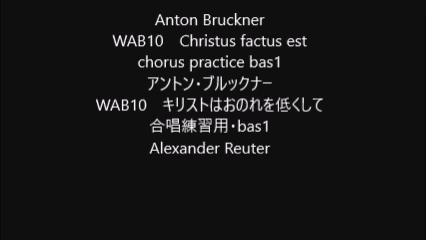 Anton Bruckner
WAB10　Christus factus est
chorus practice bas1
アントン・ブルックナー
WAB10　キリストはおのれを低くして
合唱練習用・bas1
Alexander Reuter